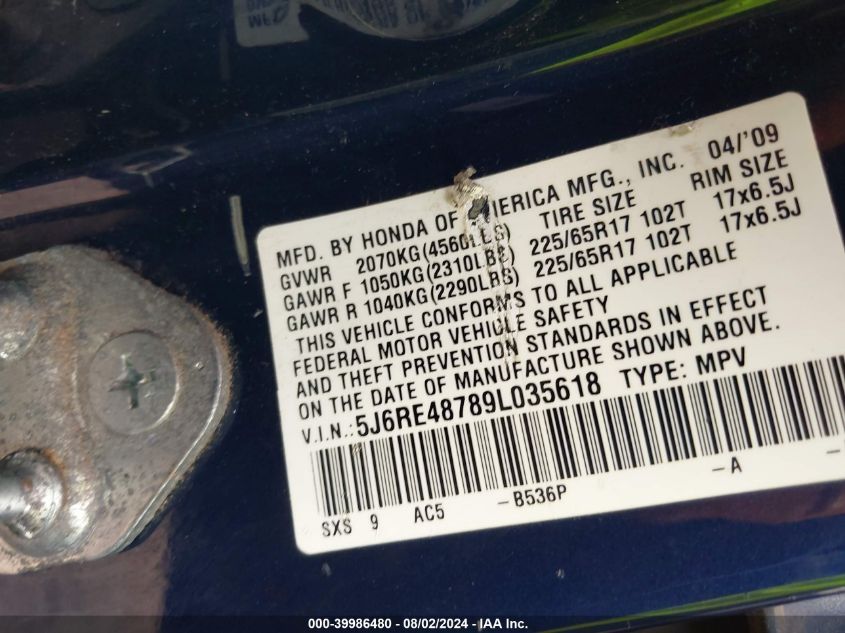 MFD. BY HONDA OF AMERICA MFG., INC. 04/'09
GVWR 2070KG(4560LBS) TIRE SIZE RIM SIZE
GAWR F 1050KG(2310LBS) 225/65R17 102T 17x6.5J
GAWR R 1040KG(2290LBS) 225/65R17 102T 17x6.5J
THIS VEHICLE CONFORMS TO ALL APPLICABLE
FEDERAL MOTOR VEHICLE SAFETY
AND THEFT PREVENTION STANDARDS IN EFFECT
ON THE DATE OF MANUFACTURE SHOWN ABOVE.
V.I.N.: 5J6RE48789L035618 TYPE: MPV
SXS 9 AC5 -B536P -A -
000-39986480 - 08/02/2024 - IAA Inc.